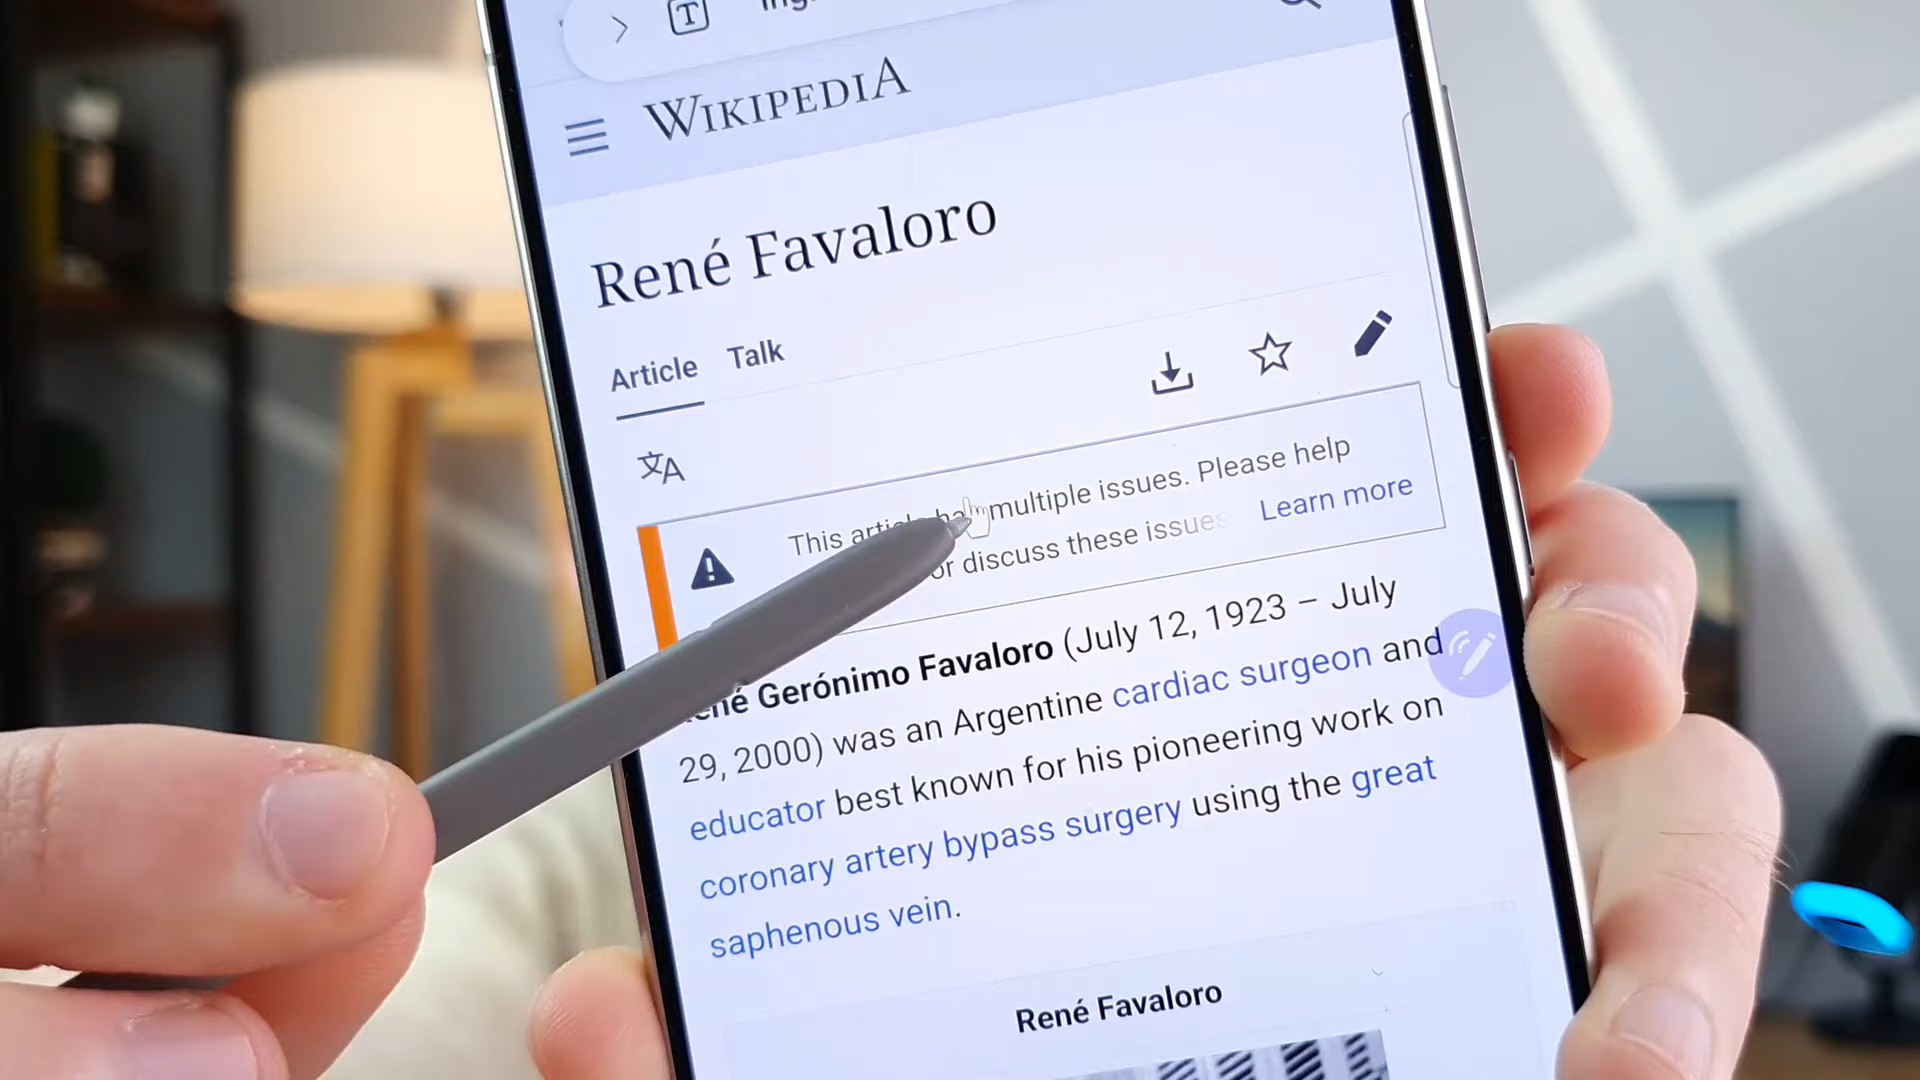 WIKIPEDIA
René Favaloro
Article Talk
This multiple issues. Please help
or discuss these issues Learn more
Gerónimo Favaloro (July 12, 1923 – July
29, 2000) was an Argentine cardiac surgeon and
educator best known for his pioneering work on
coronary artery bypass surgery using the great
saphenous vein.
René Favaloro